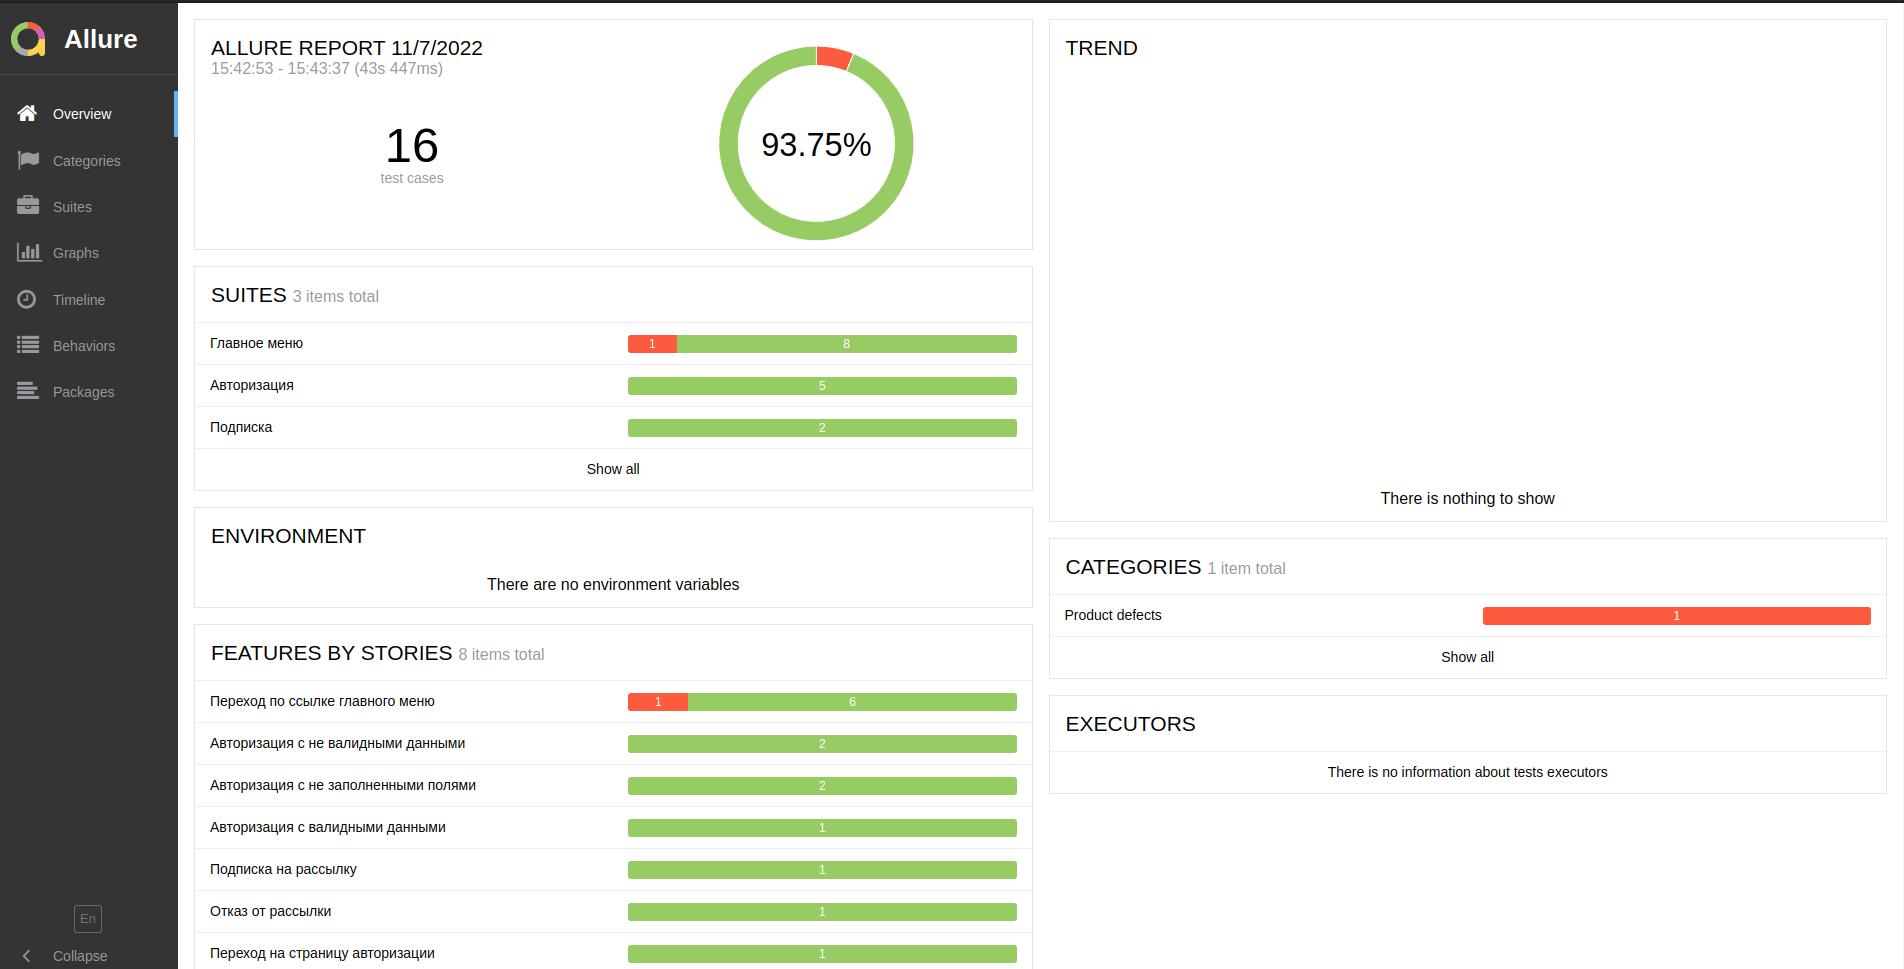 Allure
Overview
Categories
Suites
Graphs
Timeline
Behaviors
Packages
En
Collapse
ALLURE REPORT 11/7/2022
15:42:53 - 15:43:37 (43s 447ms)
16
test cases
93.75%
SUITES 3 items total
Главное меню 1 8
Авторизация 5
Подписка 2
Show all
ENVIRONMENT
There are no environment variables
FEATURES BY STORIES 8 items total
Переход по ссылке главного меню 1 6
Авторизация с не валидными данными 2
Авторизация с не заполненными полями 2
Авторизация с валидными данными 1
Подписка на рассылку 1
Отказ от рассылки 1
Переход на страницу авторизации 1
TREND
There is nothing to show
CATEGORIES 1 item total
Product defects 1
Show all
EXECUTORS
There is no information about tests executors